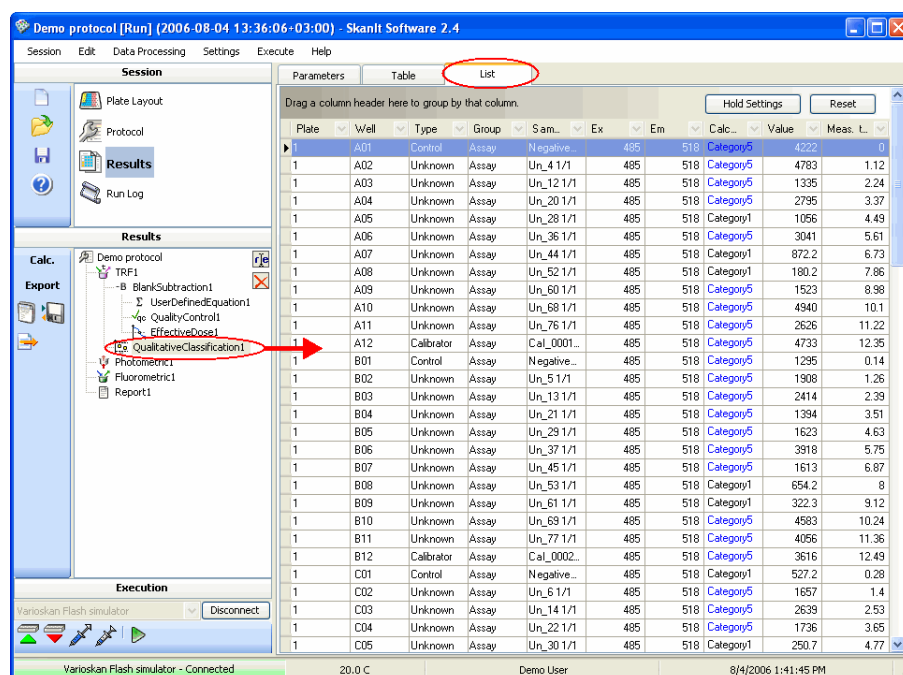 Demo protocol [Run] (2006-08-04 13:36:06+03:00) - SkanIt Software 2.4
Session Edit Data Processing Settings Execute Help
Session
Plate Layout
Protocol
Results
Run Log
Results
Calc.
Export
Demo protocol
TRF1
BlankSubtraction1
UserDefinedEquation1
QualityControl1
EffectiveDose1
QualitativeClassification1
Photometric1
Fluorometric1
Report1
Execution
Varioskan Flash simulator Disconnect
Parameters Table List
Drag a column header here to group by that column. Hold Settings Reset
Plate Well Type Group Sam... Ex Em Calc... Value Meas. t...
1 A01 Control Assay Negative... 485 518 Category5 4222 0
1 A02 Unknown Assay Un_4 1/1 485 518 Category5 4783 1.12
1 A03 Unknown Assay Un_12 1/1 485 518 Category5 1335 2.24
1 A04 Unknown Assay Un_20 1/1 485 518 Category5 2795 3.37
1 A05 Unknown Assay Un_28 1/1 485 518 Category1 1056 4.49
1 A06 Unknown Assay Un_36 1/1 485 518 Category5 3041 5.61
1 A07 Unknown Assay Un_44 1/1 485 518 Category1 872.2 6.73
1 A08 Unknown Assay Un_52 1/1 485 518 Category1 180.2 7.86
1 A09 Unknown Assay Un_60 1/1 485 518 Category5 1523 8.98
1 A10 Unknown Assay Un_68 1/1 485 518 Category5 4940 10.1
1 A11 Unknown Assay Un_76 1/1 485 518 Category5 2626 11.22
1 A12 Calibrator Assay Cal_0001... 485 518 Category5 4733 12.35
1 B01 Control Assay Negative... 485 518 Category5 1295 0.14
1 B02 Unknown Assay Un_5 1/1 485 518 Category5 1908 1.26
1 B03 Unknown Assay Un_13 1/1 485 518 Category5 2414 2.39
1 B04 Unknown Assay Un_21 1/1 485 518 Category5 1394 3.51
1 B05 Unknown Assay Un_29 1/1 485 518 Category5 1623 4.63
1 B06 Unknown Assay Un_37 1/1 485 518 Category5 3918 5.75
1 B07 Unknown Assay Un_45 1/1 485 518 Category5 1613 6.87
1 B08 Unknown Assay Un_53 1/1 485 518 Category1 654.2 8
1 B09 Unknown Assay Un_61 1/1 485 518 Category1 322.3 9.12
1 B10 Unknown Assay Un_69 1/1 485 518 Category5 4583 10.24
1 B11 Unknown Assay Un_77 1/1 485 518 Category5 4056 11.36
1 B12 Calibrator Assay Cal_0002... 485 518 Category5 3616 12.49
1 C01 Control Assay Negative... 485 518 Category1 527.2 0.28
1 C02 Unknown Assay Un_6 1/1 485 518 Category5 1657 1.4
1 C03 Unknown Assay Un_14 1/1 485 518 Category5 2639 2.53
1 C04 Unknown Assay Un_22 1/1 485 518 Category5 1736 3.65
1 C05 Unknown Assay Un_30 1/1 485 518 Category1 250.7 4.77
Varioskan Flash simulator - Connected 20.0 C Demo User 8/4/2006 1:41:45 PM